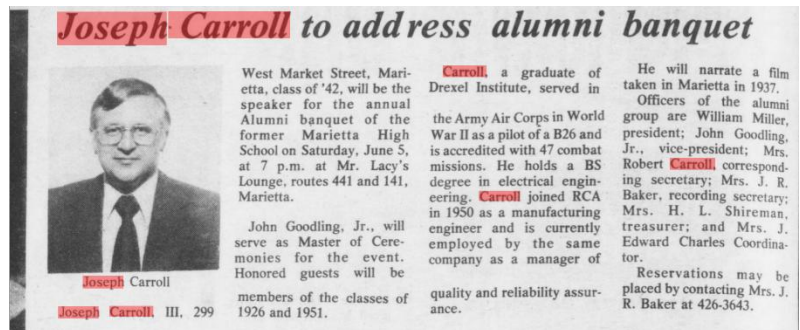 Joseph Carroll to address alumni banquet
Joseph Carroll
Joseph Carroll, III, 299
West Market Street, Mari-
etta, class of '42, will be the
speaker for the annual
Alumni banquet of the
former Marietta High
School on Saturday, June 5,
at 7 p.m. at Mr. Lacy's
Lounge, routes 441 and 141,
Marietta.
John Goodling, Jr., will
serve as Master of Cere-
monies for the event.
Honored guests will be
members of the classes of
1926 and 1951.
Carroll, a graduate of
Drexel Institute, served in
the Army Air Corps in World
War II as a pilot of a B26 and
is accredited with 47 combat
missions. He holds a BS
degree in electrical engin-
eering. Carroll joined RCA
in 1950 as a manufacturing
engineer and is currently
employed by the same
company as a manager of
quality and reliability assur-
ance.
He will narrate a film
taken in Marietta in 1937.
Officers of the alumni
group are William Miller,
president; John Goodling,
Jr., vice-president; Mrs.
Robert Carroll, correspond-
ing secretary; Mrs. J. R.
Baker, recording secretary;
Mrs. H. L. Shireman,
treasurer; and Mrs. J.
Edward Charles Coordina-
tor.
Reservations may be
placed by contacting Mrs. J.
R. Baker at 426-3643.